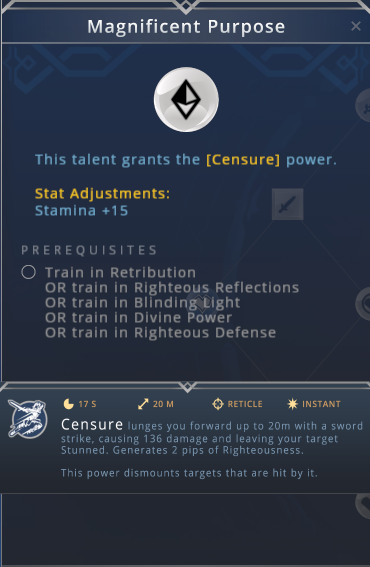 Magnificent Purpose
This talent grants the [Censure] power.
Stat Adjustments:
Stamina +15
PREREQUISITES
Train in Retribution
OR train in Righteous Reflections
OR train in Blinding Light
OR train in Divine Power
OR train in Righteous Defense
17 S 20 M RETICLE INSTANT
Censure lunges you forward up to 20m with a sword
strike, causing 136 damage and leaving your target
Stunned. Generates 2 pips of Righteousness.
This power dismounts targets that are hit by it.